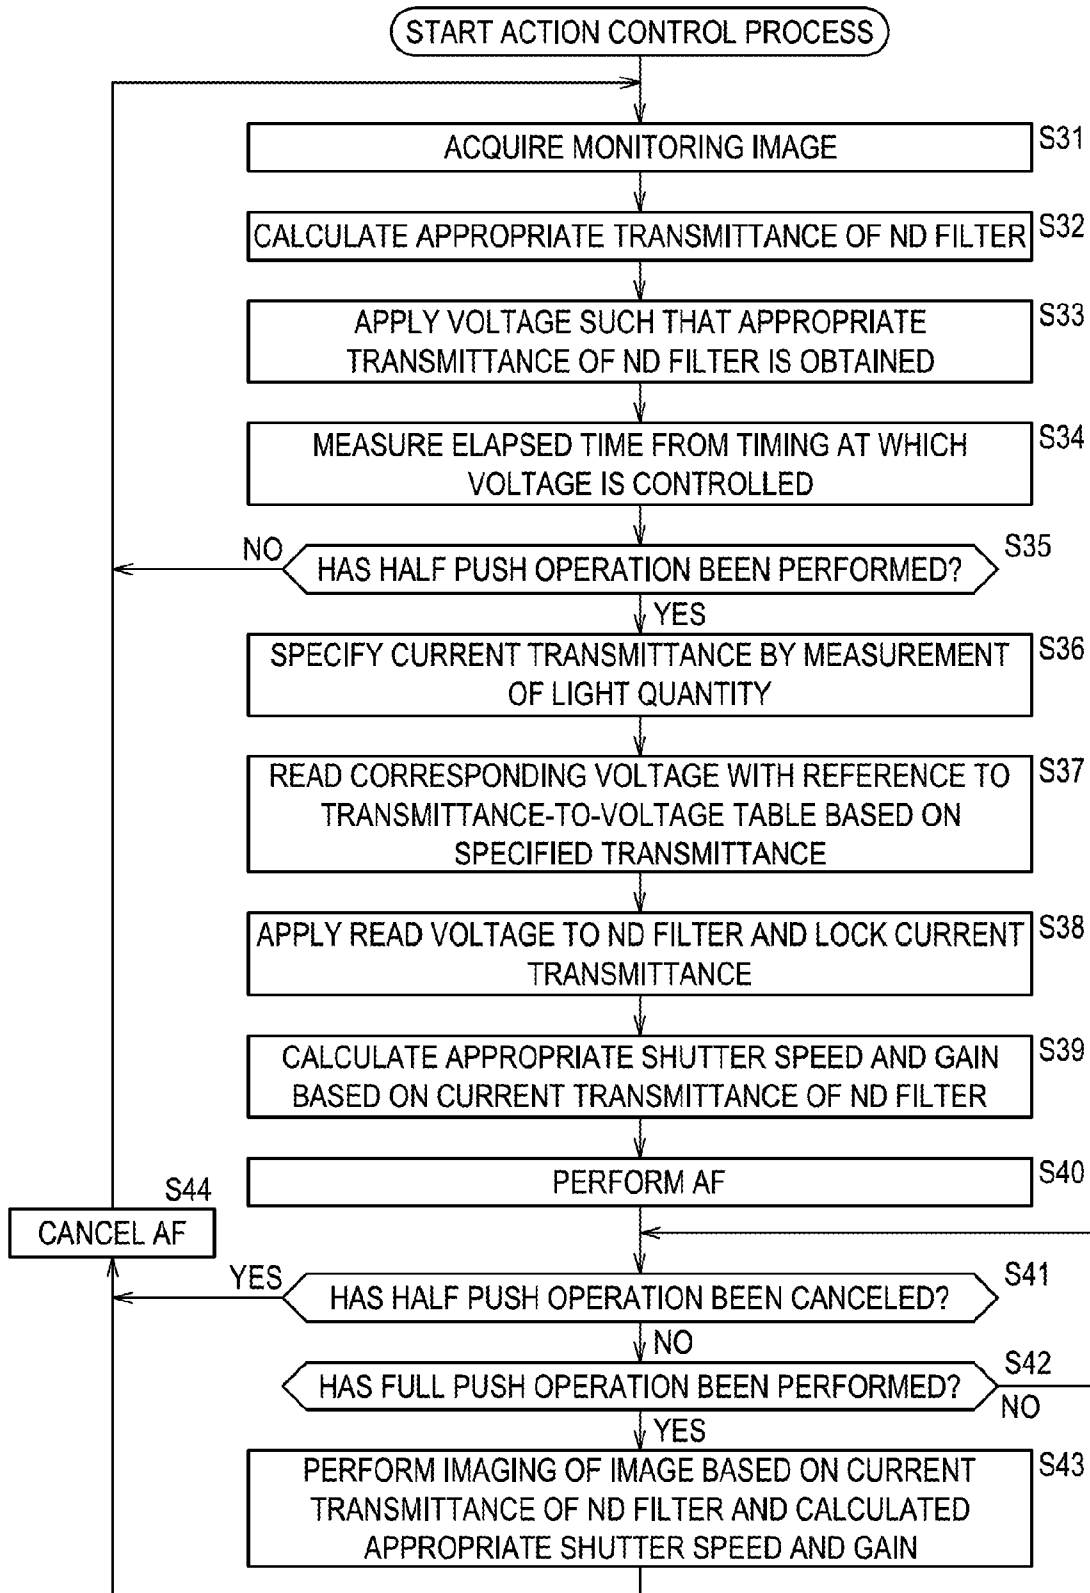 START ACTION CONTROL PROCESS
ACQUIRE MONITORING IMAGE
S31
CALCULATE APPROPRIATE TRANSMITTANCE OF ND FILTER
S32
APPLY VOLTAGE SUCH THAT APPROPRIATE
TRANSMITTANCE OF ND FILTER IS OBTAINED
S33
MEASURE ELAPSED TIME FROM TIMING AT WHICH
VOLTAGE IS CONTROLLED
S34
NO
HAS HALF PUSH OPERATION BEEN PERFORMED?
S35
YES
SPECIFY CURRENT TRANSMITTANCE BY MEASUREMENT
OF LIGHT QUANTITY
S36
READ CORRESPONDING VOLTAGE WITH REFERENCE TO
TRANSMITTANCE-TO-VOLTAGE TABLE BASED ON
SPECIFIED TRANSMITTANCE
S37
APPLY READ VOLTAGE TO ND FILTER AND LOCK CURRENT
TRANSMITTANCE
S38
CALCULATE APPROPRIATE SHUTTER SPEED AND GAIN
BASED ON CURRENT TRANSMITTANCE OF ND FILTER
S39
PERFORM AF
S40
S44
CANCEL AF
YES
HAS HALF PUSH OPERATION BEEN CANCELED?
S41
NO
HAS FULL PUSH OPERATION BEEN PERFORMED?
S42
NO
YES
PERFORM IMAGING OF IMAGE BASED ON CURRENT
TRANSMITTANCE OF ND FILTER AND CALCULATED
APPROPRIATE SHUTTER SPEED AND GAIN
S43